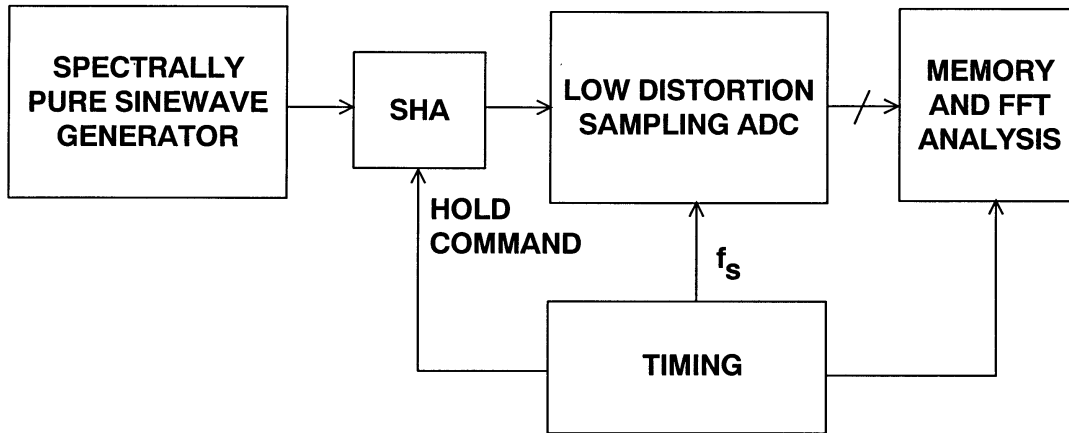 SPECTRALLY
PURE SINEWAVE
GENERATOR
SHA
LOW DISTORTION
SAMPLING ADC
MEMORY
AND FFT
ANALYSIS
HOLD
COMMAND
fs
TIMING